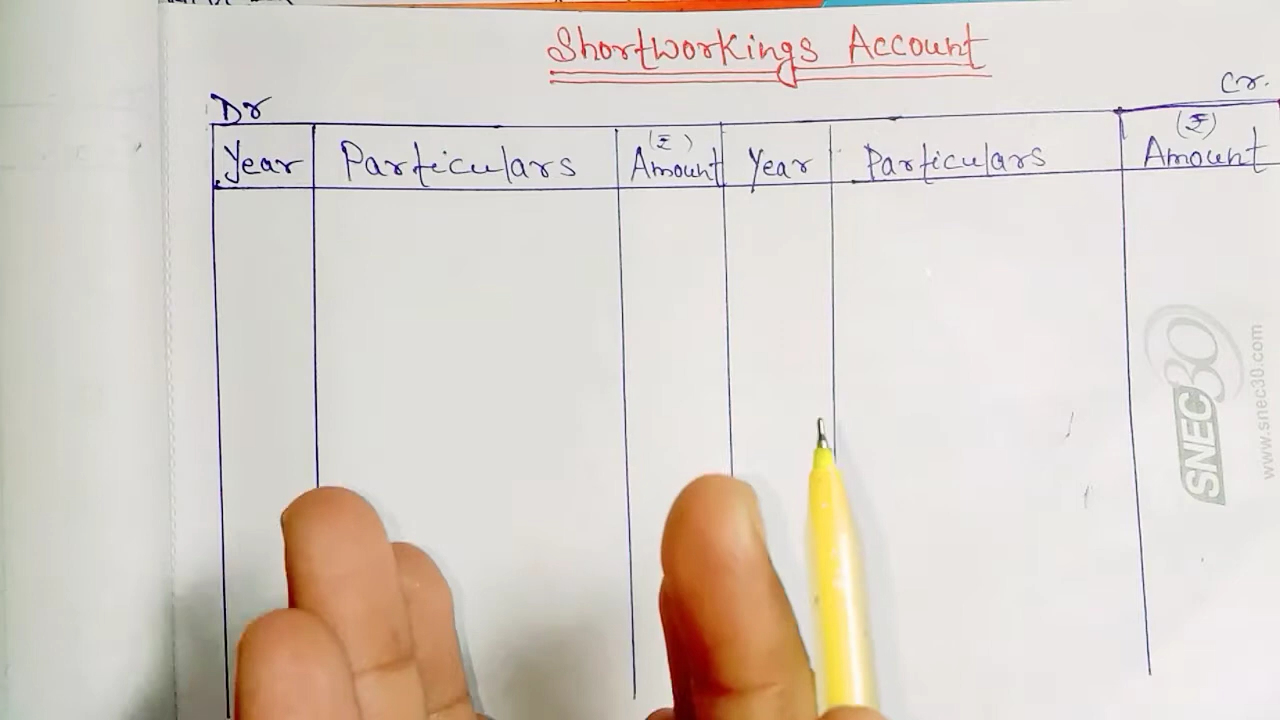 Shortworkings Account
Dr
Cr.
Year Particulars (₹) Amount Year Particulars (₹) Amount
SNEC30
www.snec30.com